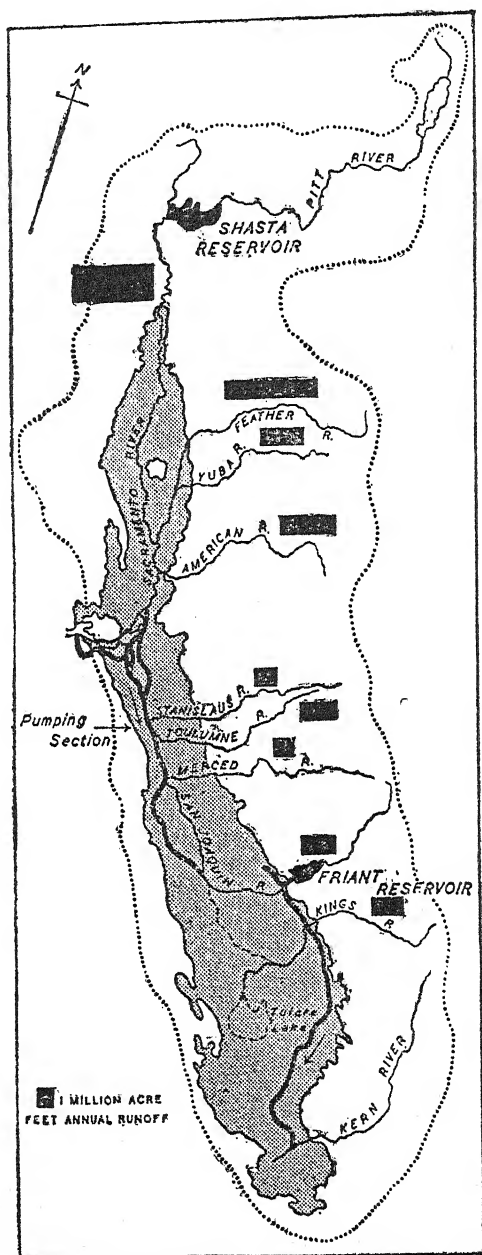 N
PITT RIVER
SHASTA
RESERVOIR
FEATHER R.
YUBA R.
SACRAMENTO RIVER
AMERICAN R.
STANISLAUS R.
Pumping
Section
TOULUMNE R.
MERCED R.
SAN JOAQUIN R.
FRIANT
RESERVOIR
KINGS R.
Tulare
Lake
1 MILLION ACRE
FEET ANNUAL RUNOFF
KERN RIVER